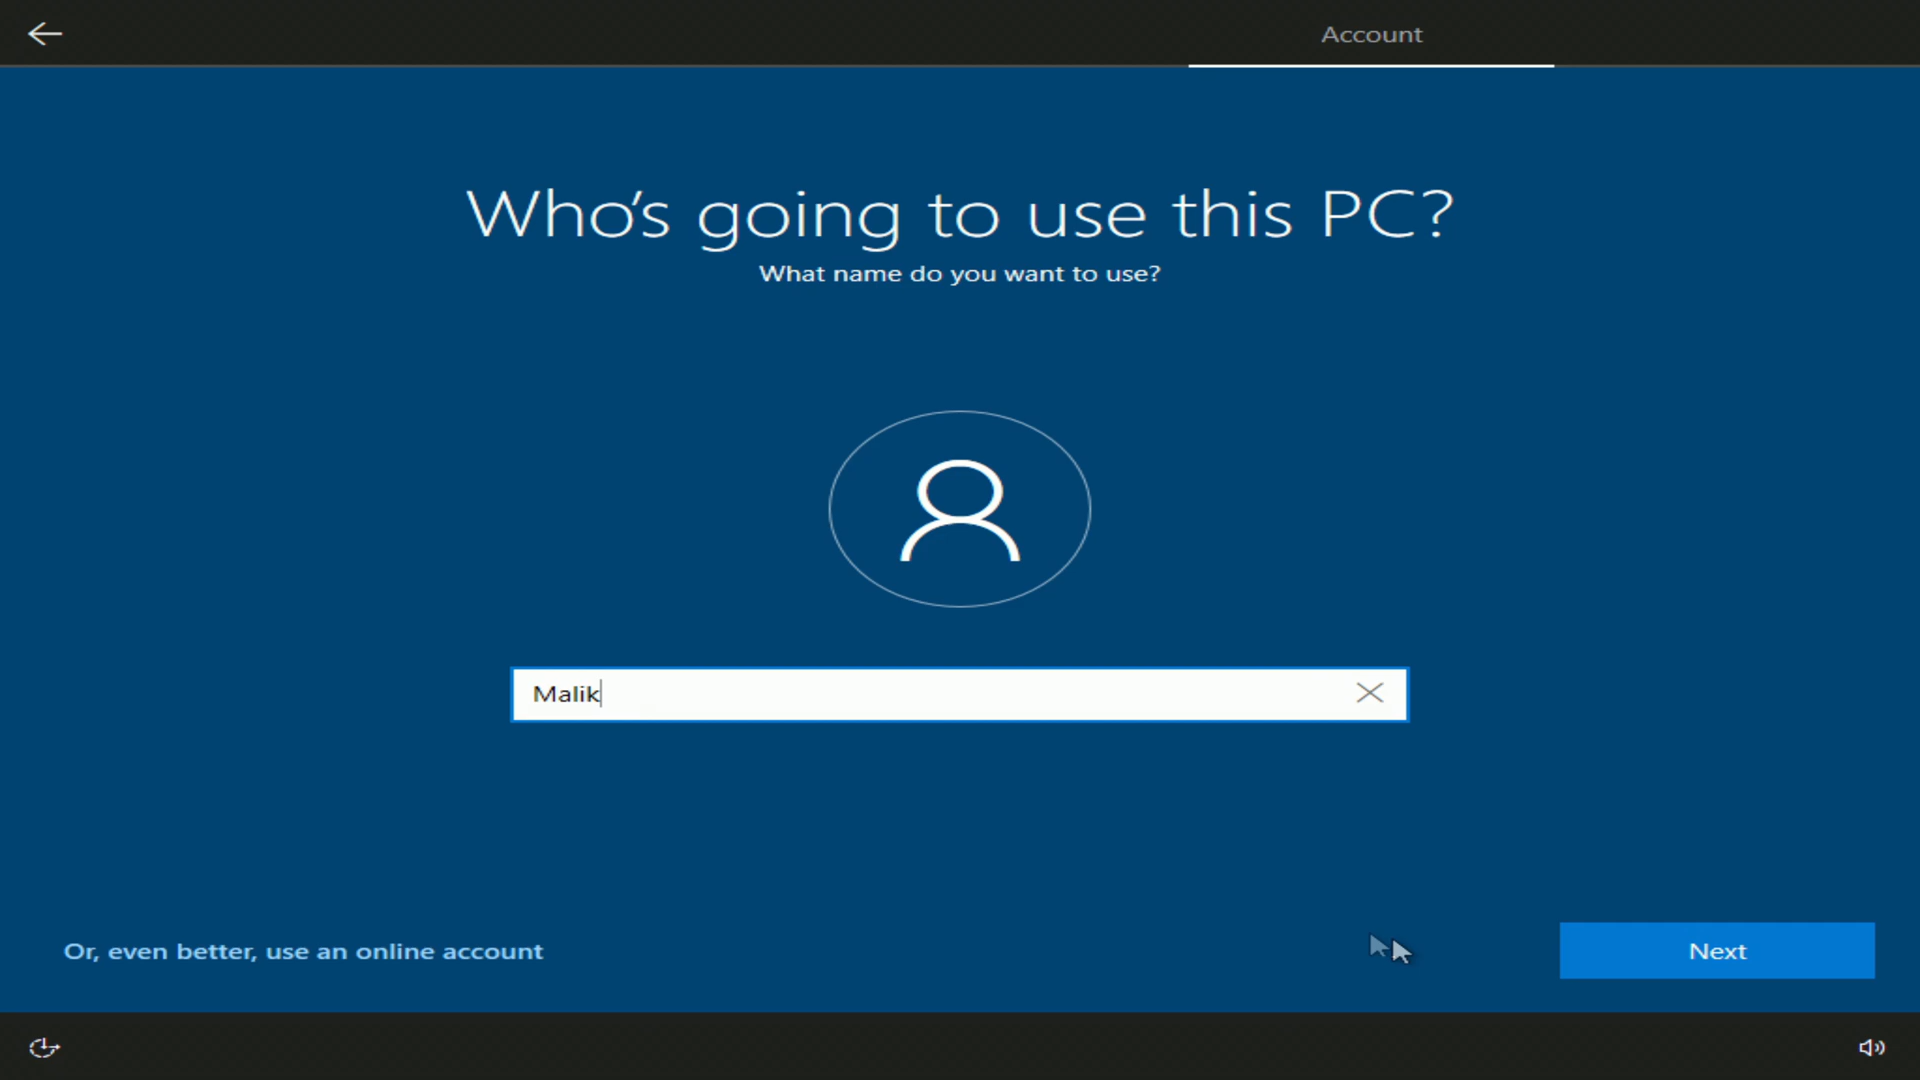 Account
Who's going to use this PC?
What name do you want to use?
Malik
Or, even better, use an online account
Next